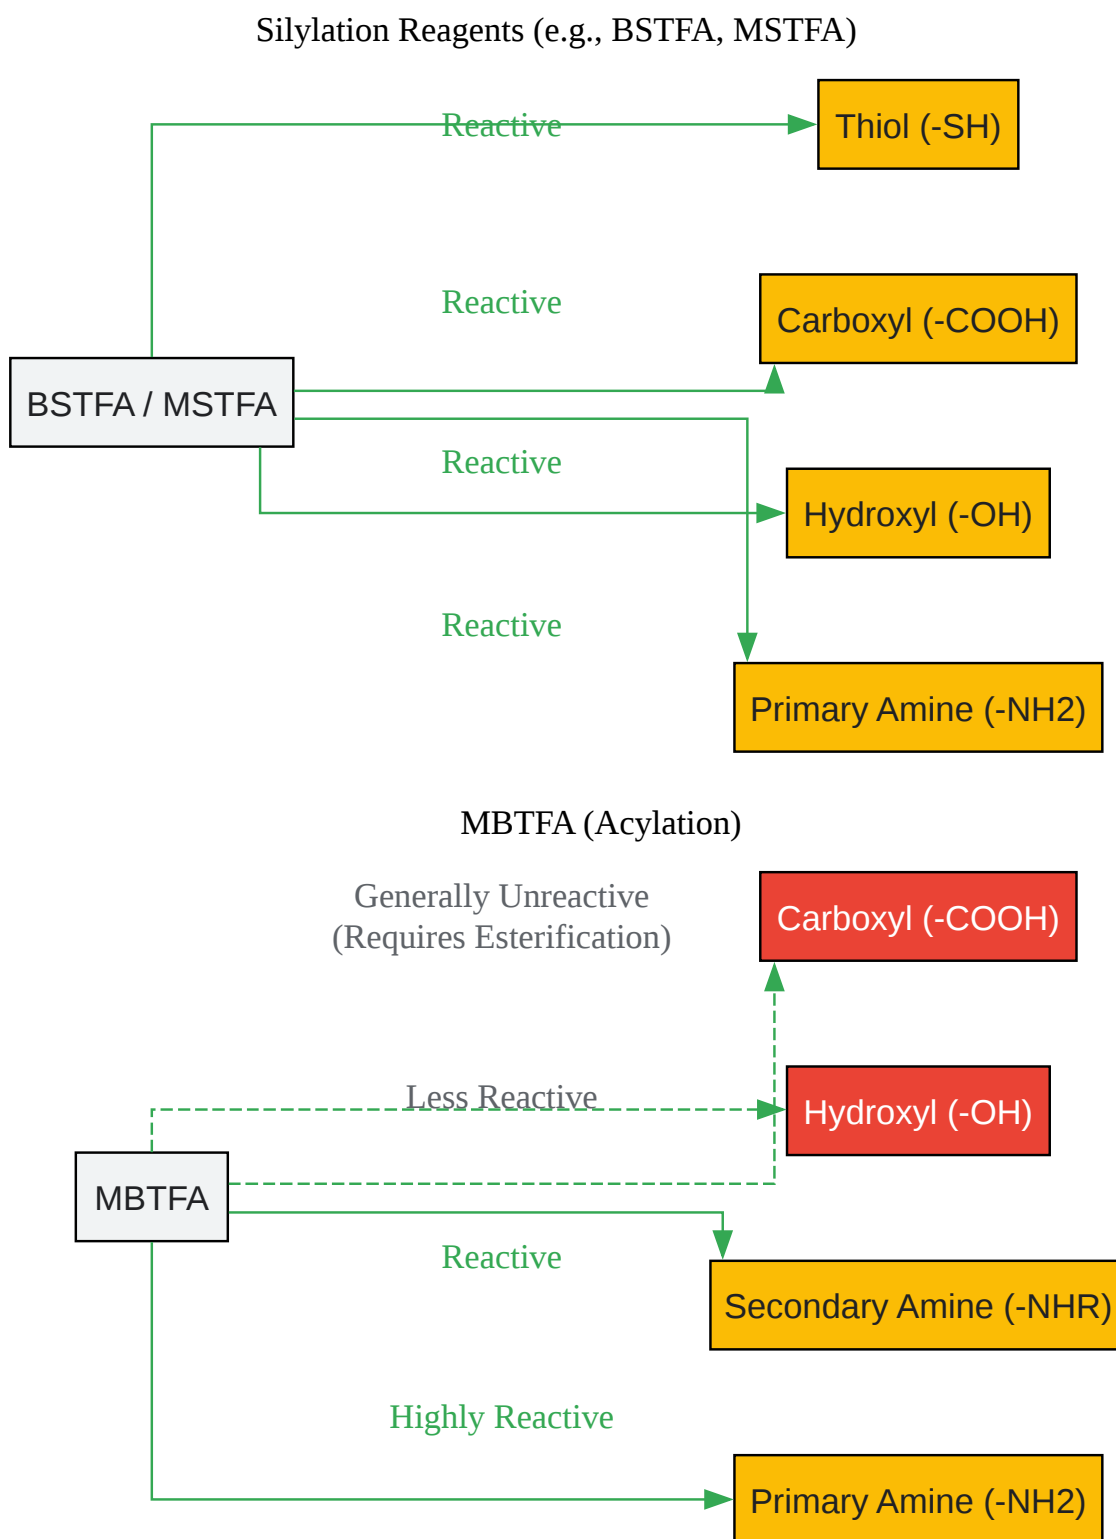 Silylation Reagents (e.g., BSTFA, MSTFA)
Reactive
Thiol (-SH)
Reactive
Carboxyl (-COOH)
BSTFA / MSTFA
Reactive
Hydroxyl (-OH)
Reactive
Primary Amine (-NH2)
MBTFA (Acylation)
Generally Unreactive
(Requires Esterification)
Carboxyl (-COOH)
Less Reactive
Hydroxyl (-OH)
MBTFA
Reactive
Secondary Amine (-NHR)
Highly Reactive
Primary Amine (-NH2)